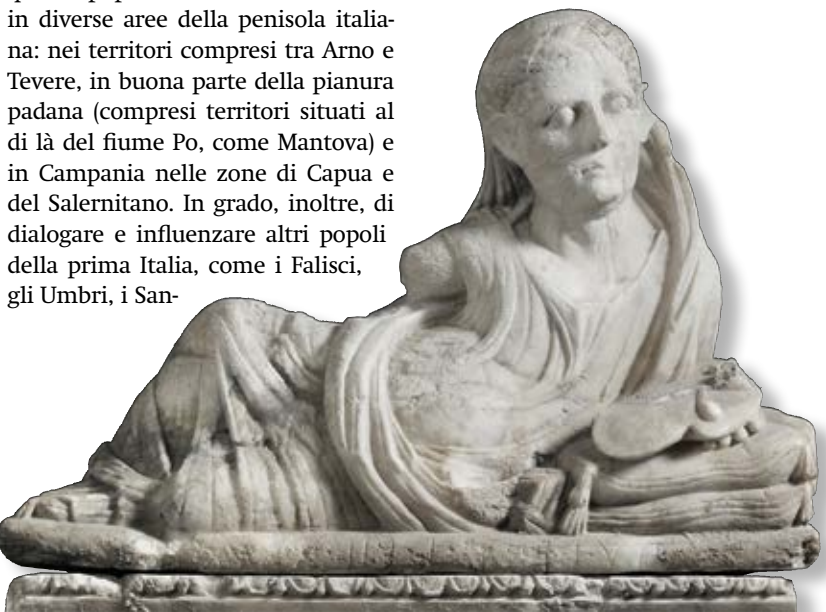 in diverse aree della penisola italia-
na: nei territori compresi tra Arno e
Tevere, in buona parte della pianura
padana (compresi territori situati al
di là del fiume Po, come Mantova) e
in Campania nelle zone di Capua e
del Salernitano. In grado, inoltre, di
dialogare e influenzare altri popoli
della prima Italia, come i Falisci,
gli Umbri, i San-